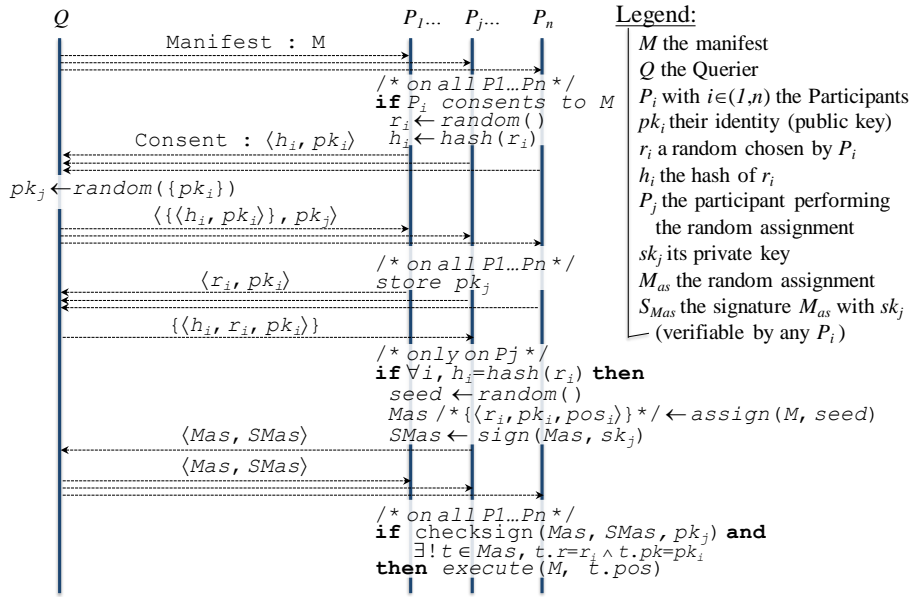 Q P₁... Pⱼ... Pₙ
Manifest : M
/* on all P1…Pn */
if Pᵢ consents to M
rᵢ ← random()
hᵢ ← hash(rᵢ)
Consent : ⟨hᵢ, pkᵢ⟩
pkⱼ ← random({pkᵢ})
⟨{⟨hᵢ, pkᵢ⟩}, pkⱼ⟩
/* on all P1…Pn */
store pkⱼ
⟨rᵢ, pkᵢ⟩
{⟨hᵢ, rᵢ, pkᵢ⟩}
/* only on Pj */
if ∀i, hᵢ=hash(rᵢ) then
seed ← random()
Mas /*{⟨rᵢ, pkᵢ, posᵢ⟩}*/ ← assign(M, seed)
SMas ← sign(Mas, skⱼ)
⟨Mas, SMas⟩
⟨Mas, SMas⟩
/* on all P1…Pn */
if checksign(Mas, SMas, pkⱼ) and
∃! t ∈ Mas, t.r=rᵢ ∧ t.pk=pkᵢ
then execute(M, t.pos)
Legend:
M the manifest
Q the Querier
Pᵢ with i∈(1,n) the Participants
pkᵢ their identity (public key)
rᵢ a random chosen by Pᵢ
hᵢ the hash of rᵢ
Pⱼ the participant performing
the random assignment
skⱼ its private key
Mₐₛ the random assignment
S_Mas the signature Mₐₛ with skⱼ
(verifiable by any Pᵢ)